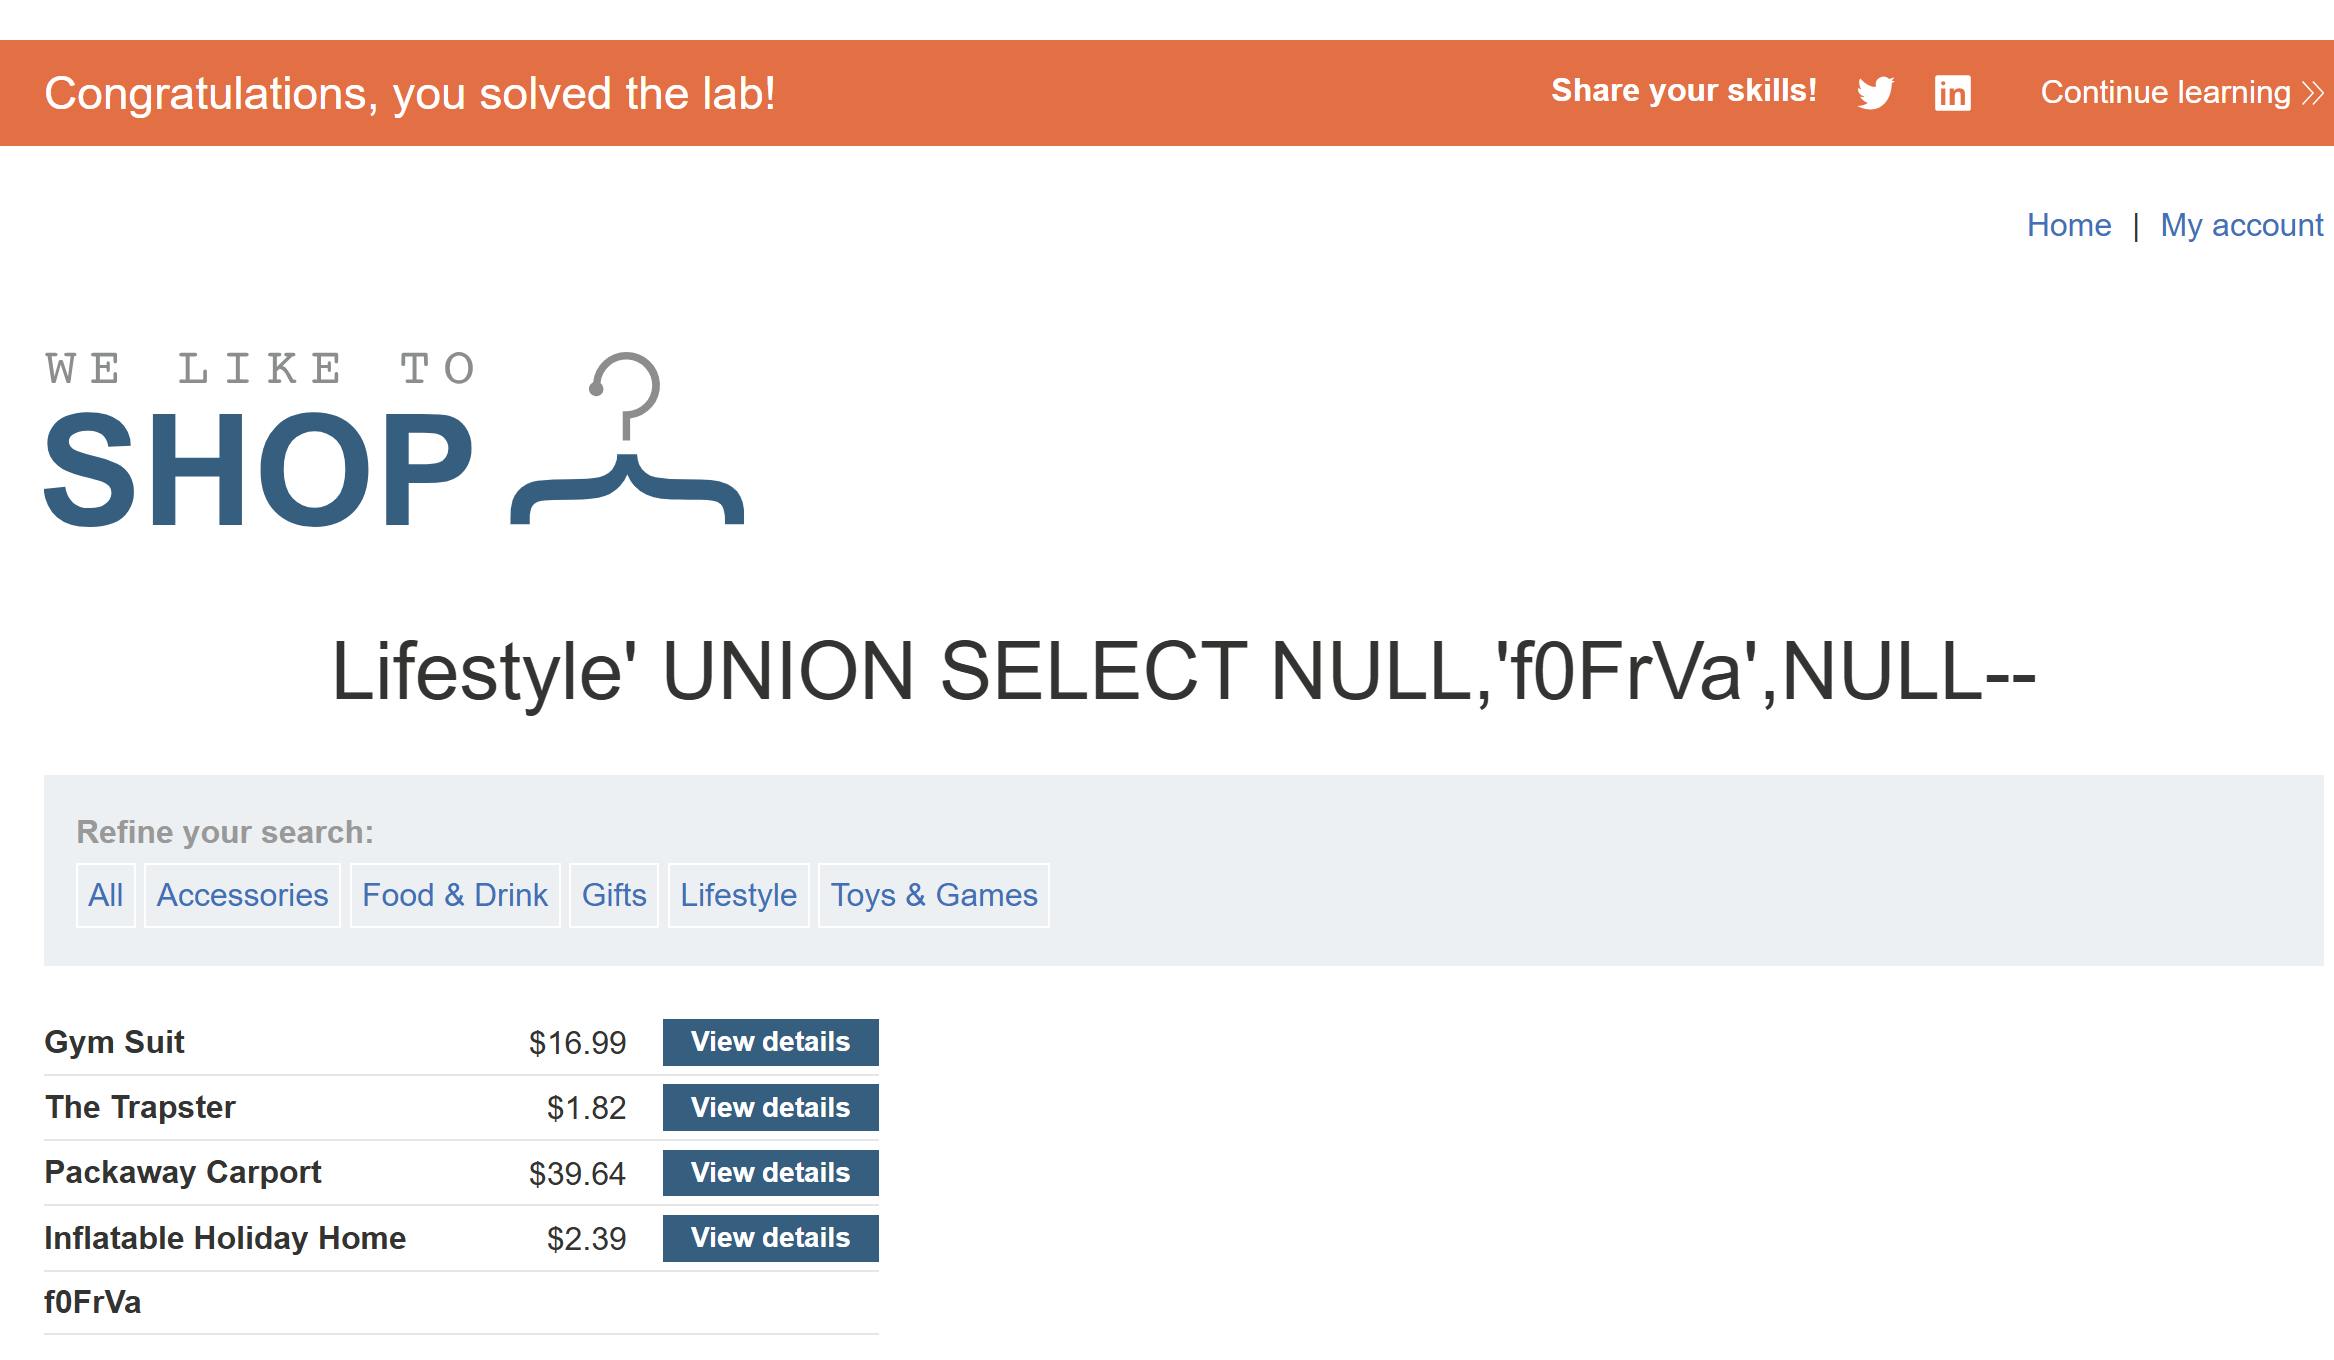 Congratulations, you solved the lab!
Share your skills!
Continue learning
Home | My account
WE LIKE TO
SHOP
Lifestyle' UNION SELECT NULL,'f0FrVa',NULL--
Refine your search:
All Accessories Food & Drink Gifts Lifestyle Toys & Games
Gym Suit $16.99 View details
The Trapster $1.82 View details
Packaway Carport $39.64 View details
Inflatable Holiday Home $2.39 View details
f0FrVa